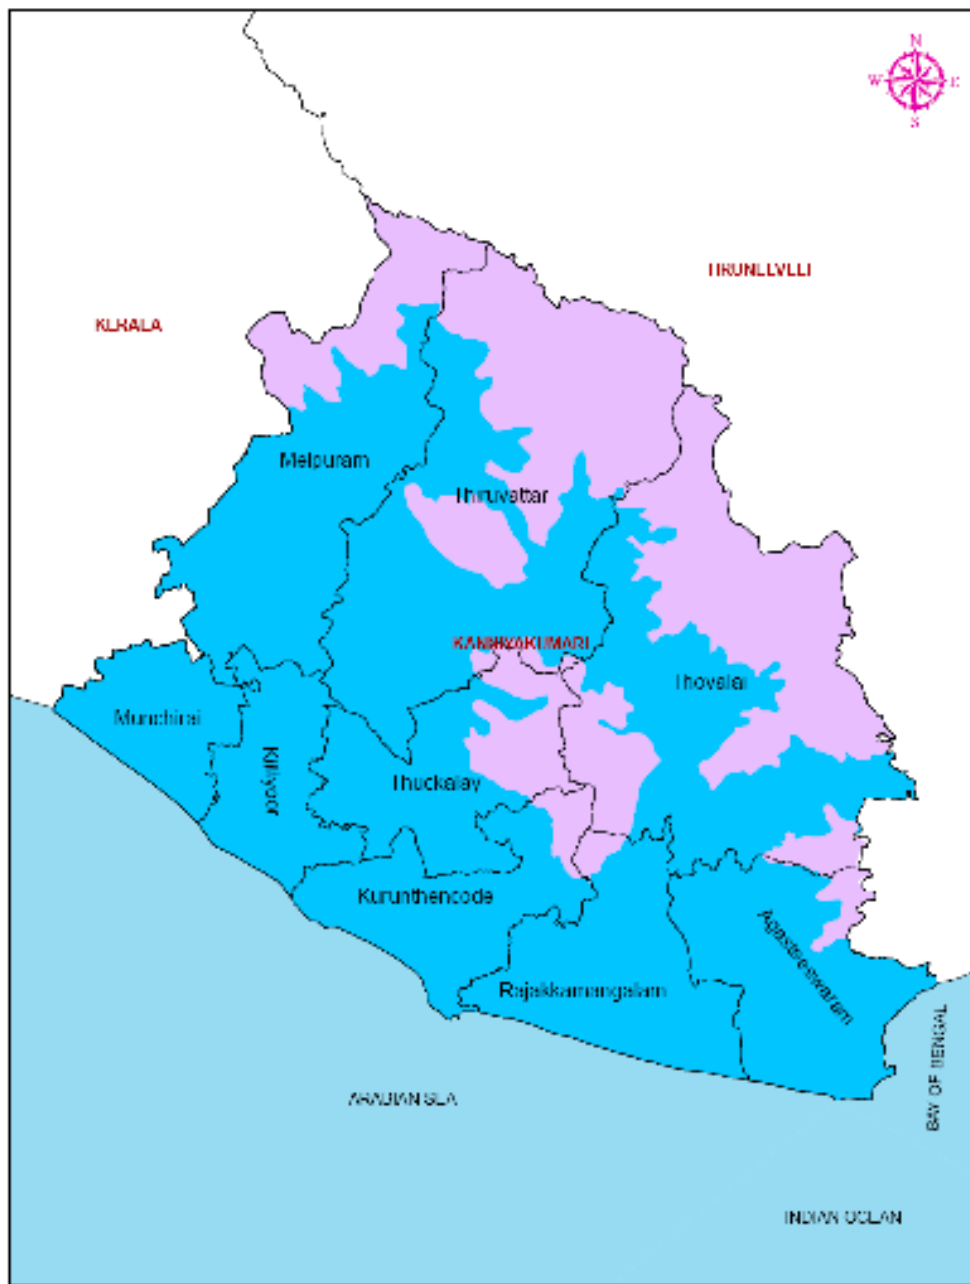 N
W E
S
TIRUNELVELI
KERALA
Melpuram
Thiruvattar
KANNIYAKUMARI
Thovalai
Munchirai
Killiyoor
Thuckalay
Kurunthencode
Agastheeswaram
Rajakkamangalam
ARABIAN SEA
BAY OF BENGAL
INDIAN OCEAN